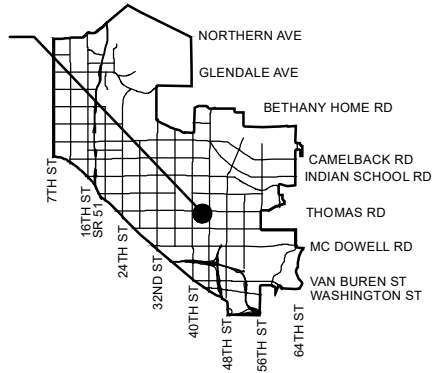 NORTHERN AVE
GLENDALE AVE
BETHANY HOME RD
CAMELBACK RD
INDIAN SCHOOL RD
THOMAS RD
MC DOWELL RD
VAN BUREN ST
WASHINGTON ST
7TH ST
16TH ST
SR 51
24TH ST
32ND ST
40TH ST
48TH ST
56TH ST
64TH ST